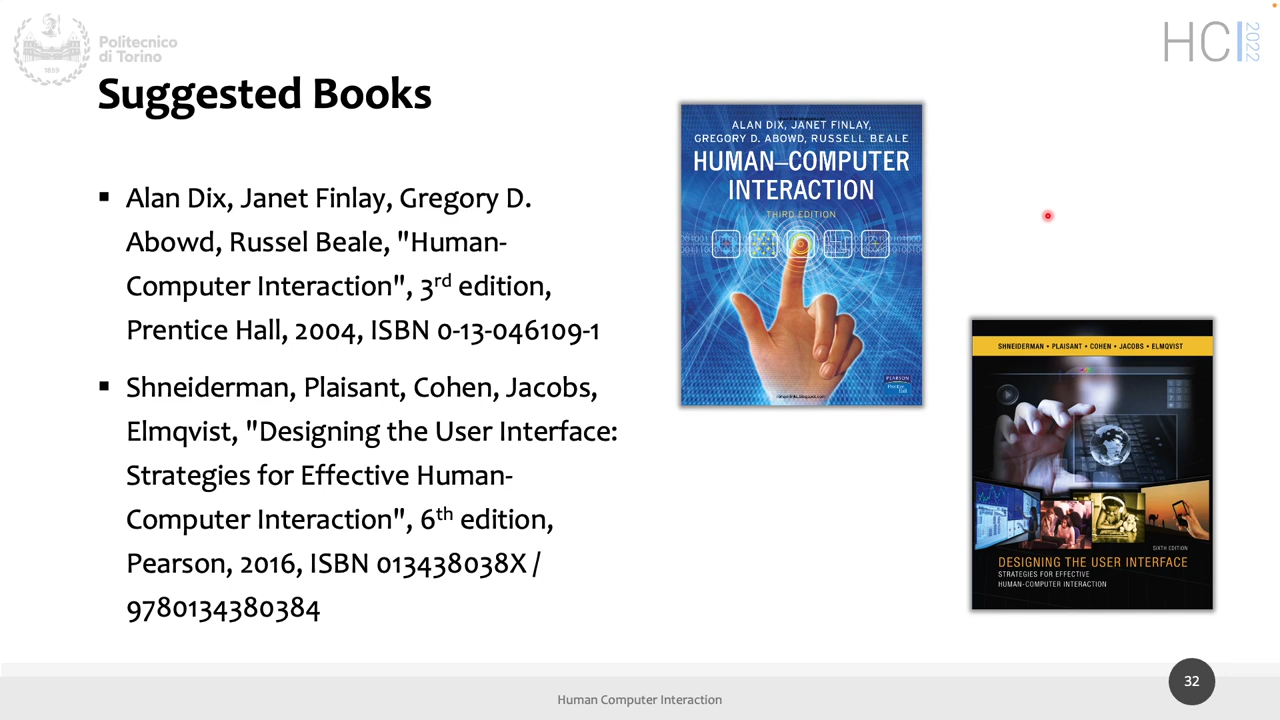 Politecnico
di Torino
1859
HCI 2022
Suggested Books
▪ Alan Dix, Janet Finlay, Gregory D.
Abowd, Russel Beale, "Human-
Computer Interaction", 3rd edition,
Prentice Hall, 2004, ISBN 0-13-046109-1
▪ Shneiderman, Plaisant, Cohen, Jacobs,
Elmqvist, "Designing the User Interface:
Strategies for Effective Human-
Computer Interaction", 6th edition,
Pearson, 2016, ISBN 013438038X /
9780134380384
ALAN DIX, JANET FINLAY,
GREGORY D. ABOWD, RUSSELL BEALE
HUMAN–COMPUTER
INTERACTION
THIRD EDITION
PEARSON
Prentice
Hall
SHNEIDERMAN • PLAISANT • COHEN • JACOBS • ELMQVIST
SIXTH EDITION
DESIGNING THE USER INTERFACE
STRATEGIES FOR EFFECTIVE
HUMAN-COMPUTER INTERACTION
Human Computer Interaction
32